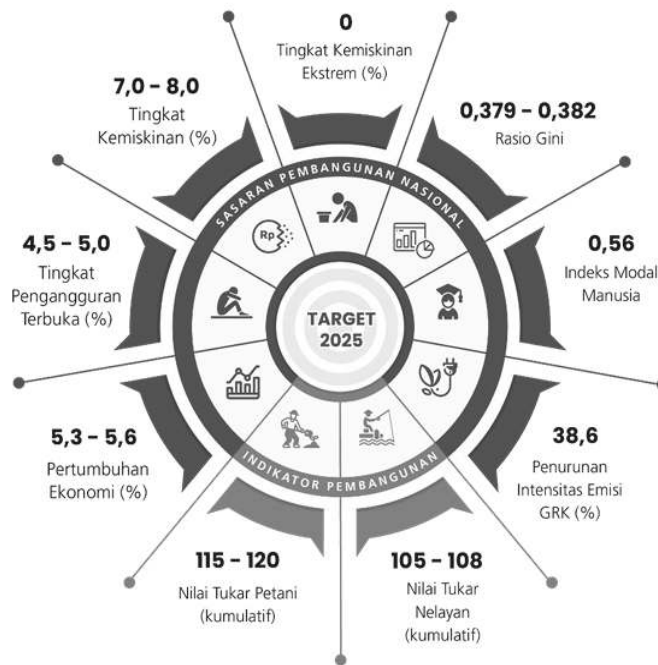 0
Tingkat Kemiskinan
Ekstrem (%)
7,0 – 8,0
Tingkat
Kemiskinan (%)
0,379 – 0,382
Rasio Gini
SASARAN PEMBANGUNAN NASIONAL
Rp
4,5 – 5,0
Tingkat
Pengangguran
Terbuka (%)
0,56
Indeks Modal
Manusia
TARGET
2025
5,3 – 5,6
Pertumbuhan
Ekonomi (%)
38,6
Penurunan
Intensitas Emisi
GRK (%)
INDIKATOR PEMBANGUNAN
115 – 120
Nilai Tukar Petani
(kumulatif)
105 – 108
Nilai Tukar
Nelayan
(kumulatif)